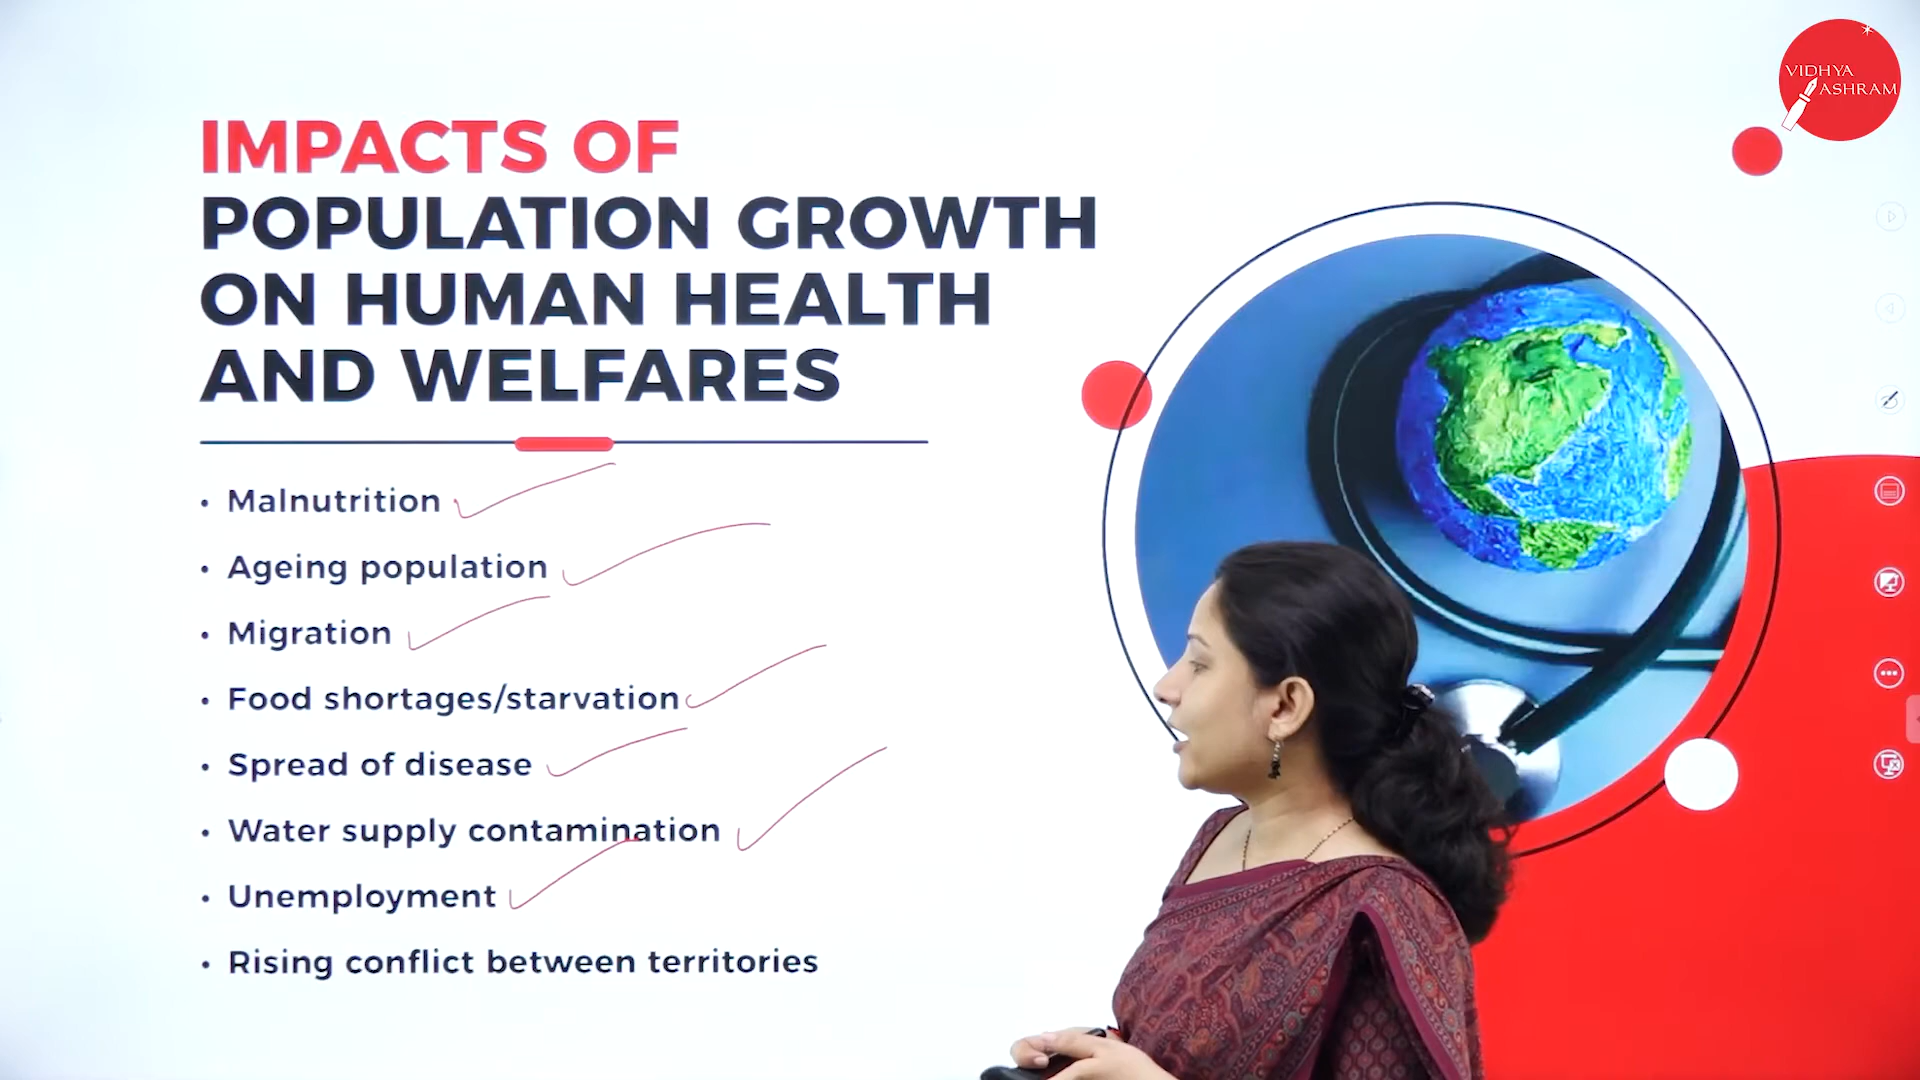 VIDHYA
ASHRAM
IMPACTS OF
POPULATION GROWTH
ON HUMAN HEALTH
AND WELFARES
• Malnutrition
• Ageing population
• Migration
• Food shortages/starvation
• Spread of disease
• Water supply contamination
• Unemployment
• Rising conflict between territories